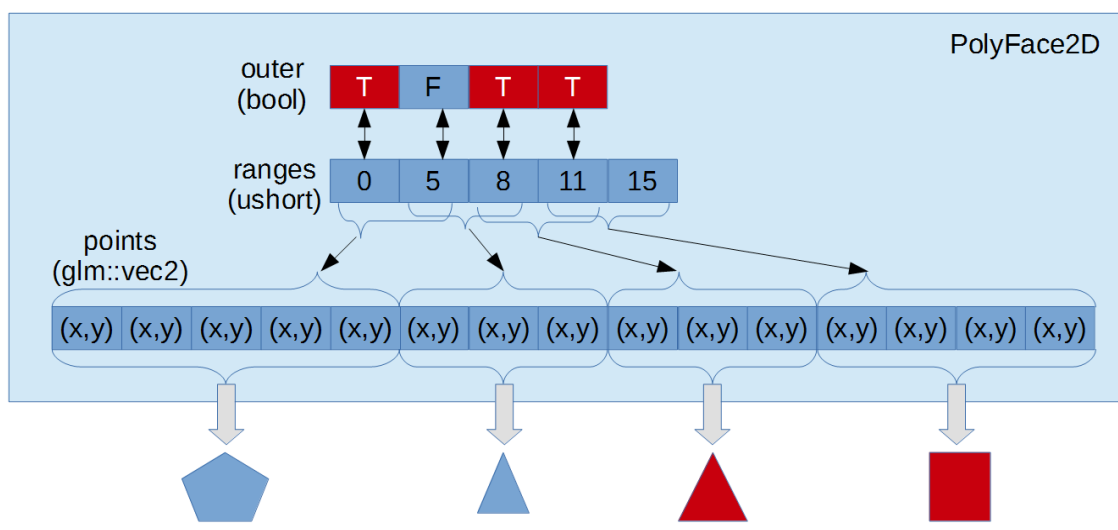 PolyFace2D
outer
(bool)
T F T T
ranges
(ushort)
0 5 8 11 15
points
(glm::vec2)
(x,y) (x,y) (x,y) (x,y) (x,y) (x,y) (x,y) (x,y) (x,y) (x,y) (x,y) (x,y) (x,y) (x,y) (x,y)